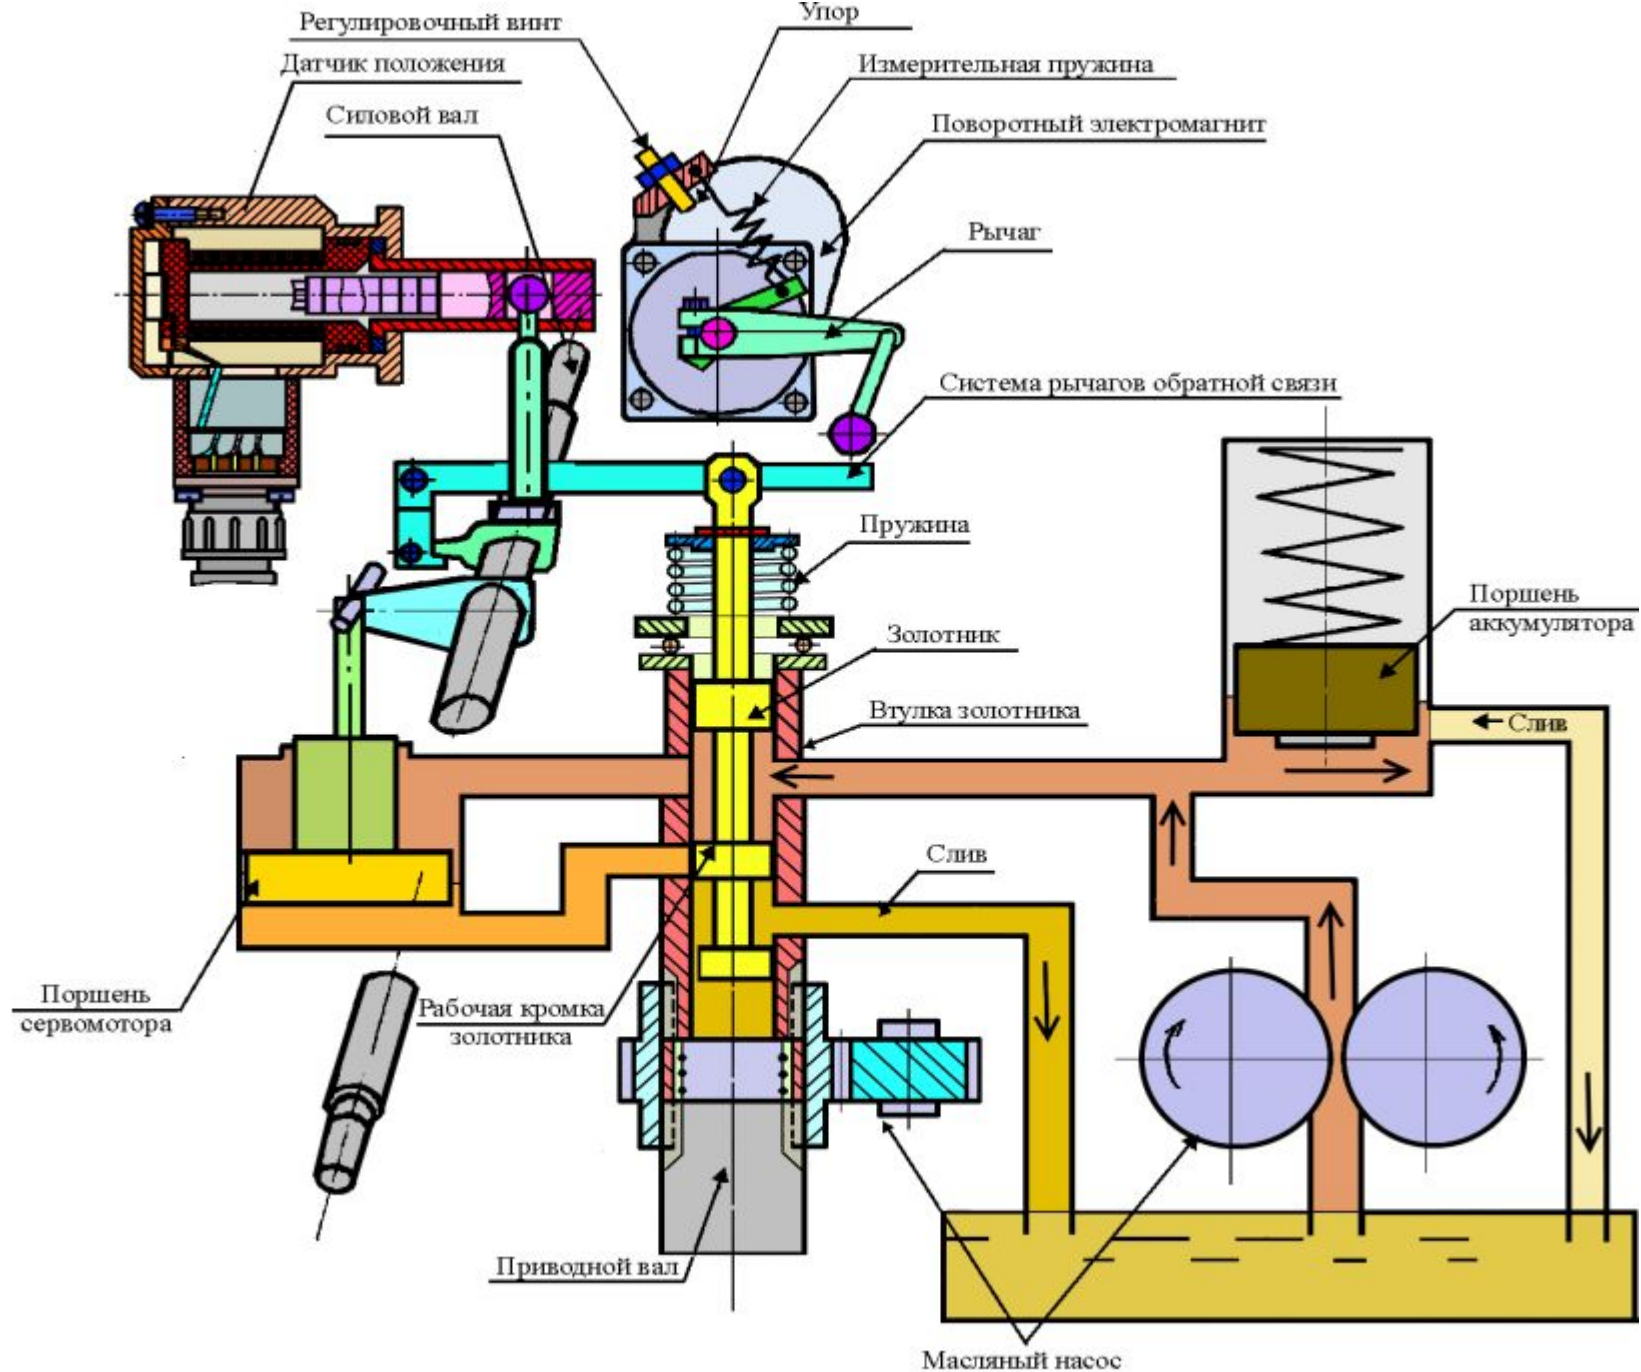 Регулировочный винт
Упор
Датчик положения
Измерительная пружина
Силовой вал
Поворотный электромагнит
Рычаг
Система рычагов обратной связи
Пружина
Поршень
аккумулятора
Золотник
Втулка золотника
Слив
Слив
Поршень
сервомотора
Рабочая кромка
золотника
Приводной вал
Масляный насос